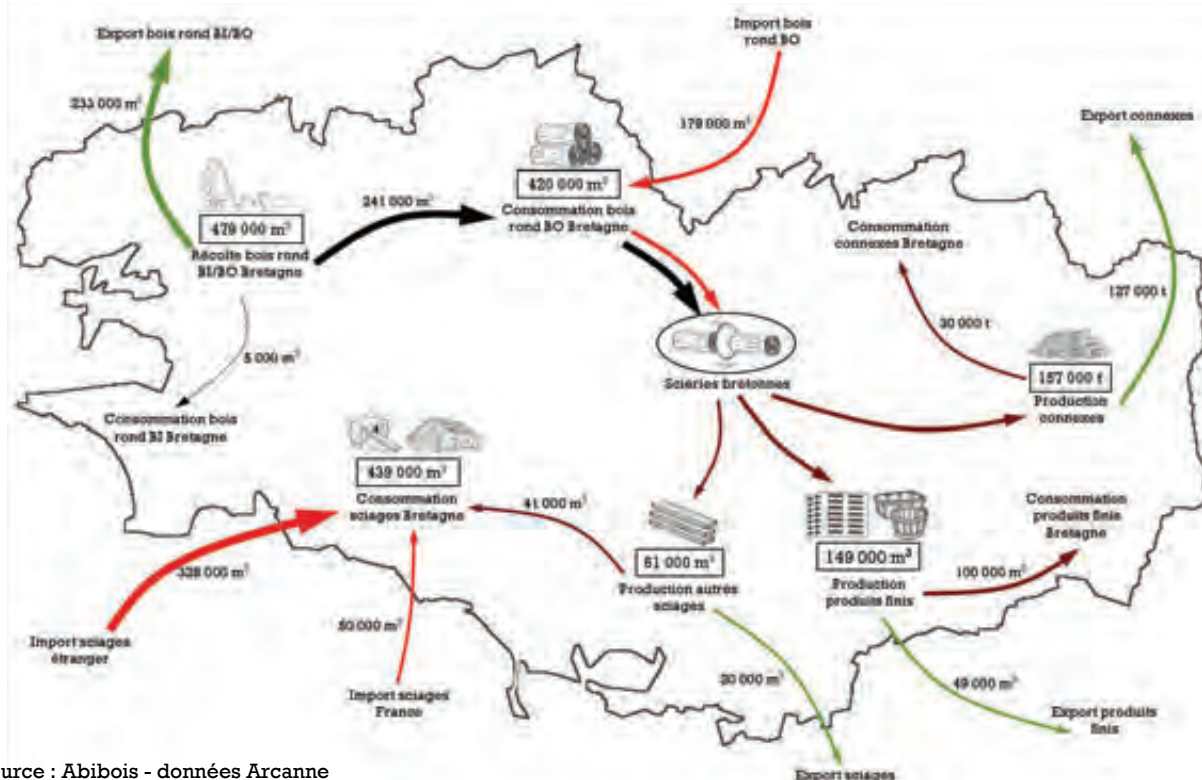 Export bois rond BI/BO
Import bois
rond BO
233 000 m³
179 000 m³
Export connexes
420 000 m³
241 000 m³
Consommation bois
rond BO Bretagne
479 000 m³
Récolte bois rond
BI/BO Bretagne
Consommation
connexes Bretagne
127 000 t
30 000 t
5 000 m³
Scieries bretonnes
157 000 t
Production
connexes
Consommation bois
rond BI Bretagne
439 000 m³
Consommation
sciages Bretagne
41 000 m³
Consommation
produits finis
Bretagne
61 000 m³
149 000 m³
Production autres
sciages
Production
produits finis
100 000 m³
328 000 m³
50 000 m³
Import sciages
étranger
Import sciages
France
20 000 m³
49 000 m³
Export produits
finis
urce : Abibois - données Arcanne
Export sciages